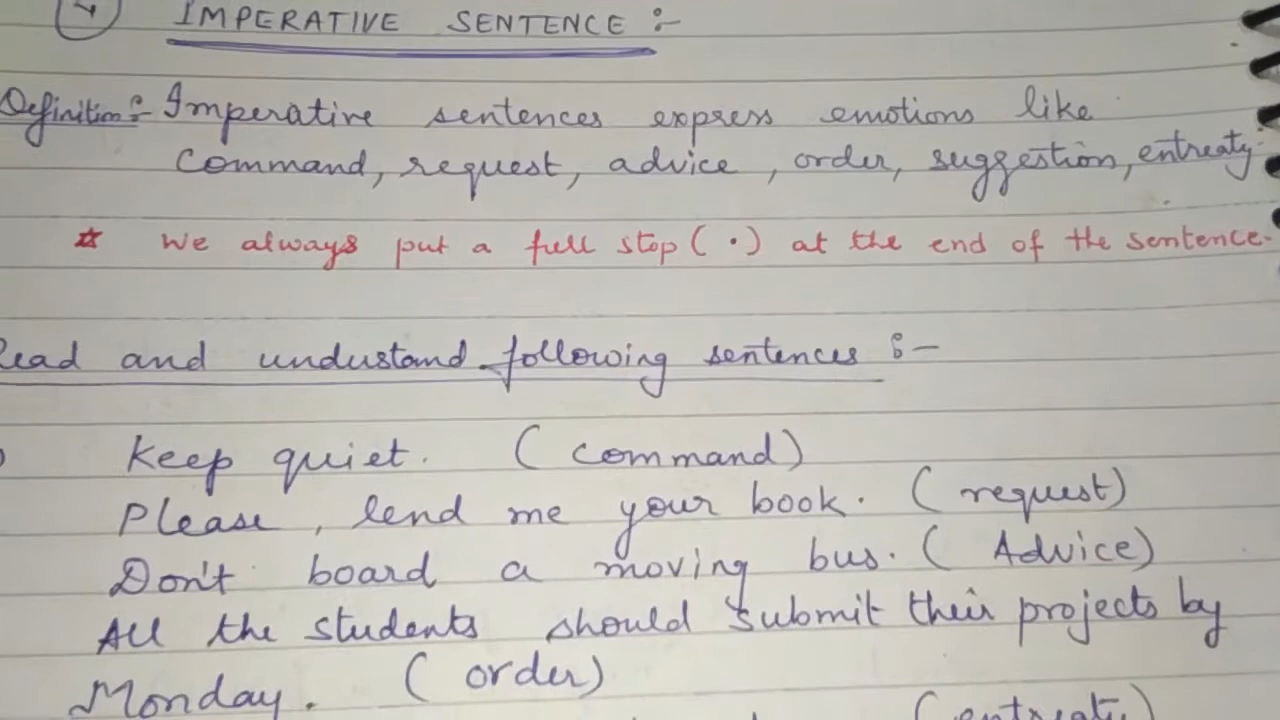 4 IMPERATIVE SENTENCE :-
Definition :- Imperative sentences express emotions like
Command, request, advice, order, suggestion, entreaty.
☆ We always put a full stop ( . ) at the end of the sentence.
Read and understand following sentences :-
Keep quiet. ( command )
Please, lend me your book. ( request )
Don't board a moving bus. ( Advice )
All the students should submit their projects by
Monday. ( order )
( entreaty )